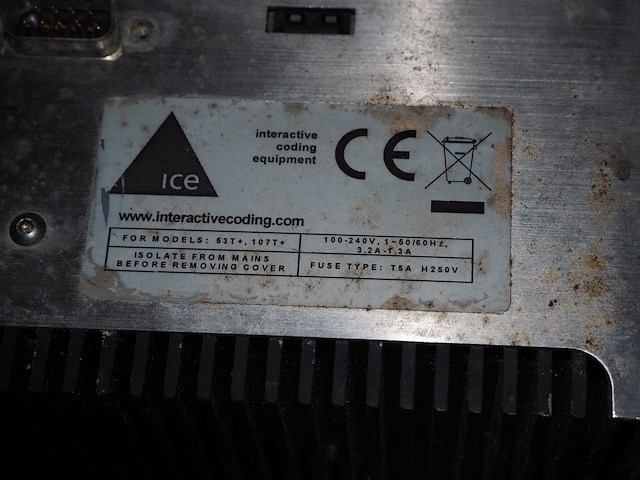 ice
interactive
coding
equipment
CE
www.interactivecoding.com
FOR MODELS: 53T+, 107T+
ISOLATE FROM MAINS
BEFORE REMOVING COVER
100-240V, 1~50/60HZ,
3.2A-1.3A
FUSE TYPE: T5A H250V